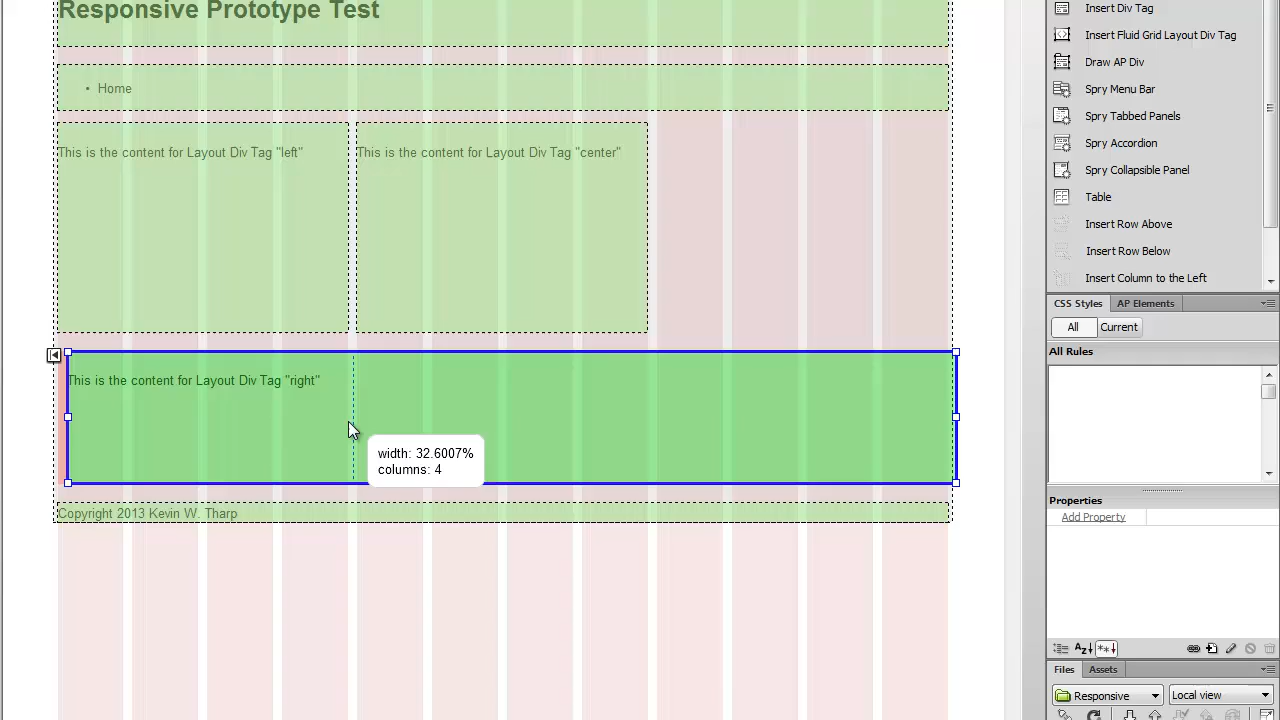 Responsive Prototype Test
• Home
This is the content for Layout Div Tag "left"
This is the content for Layout Div Tag "center"
This is the content for Layout Div Tag "right"
width: 32.6007%
columns: 4
Copyright 2013 Kevin W. Tharp
Insert Div Tag
Insert Fluid Grid Layout Div Tag
Draw AP Div
Spry Menu Bar
Spry Tabbed Panels
Spry Accordion
Spry Collapsible Panel
Table
Insert Row Above
Insert Row Below
Insert Column to the Left
CSS Styles AP Elements
All Current
All Rules
Properties
Add Property
Files Assets
Responsive Local view